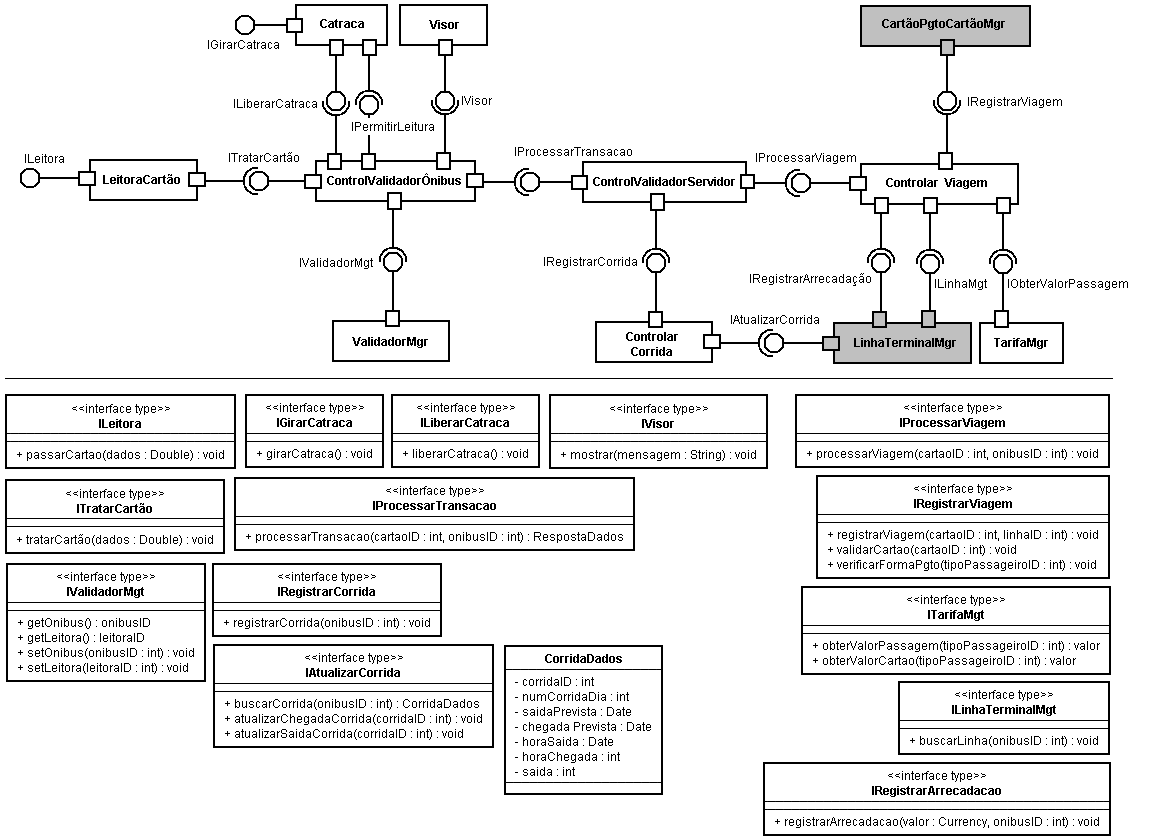 Catraca
Visor
CartãoPgtoCartãoMgr
IGirarCatraca
ILiberarCatraca
IVisor
IRegistrarViagem
IPermitirLeitura
ILeitora
ITratarCartão
IProcessarTransacao
IProcessarViagem
LeitoraCartão
ControlValidadorÔnibus
ControlValidadorServidor
Controlar Viagem
IValidadorMgt
IRegistrarCorrida
IRegistrarArrecadação
ILinhaMgt
IObterValorPassagem
IAtualizarCorrida
ValidadorMgr
Controlar
Corrida
LinhaTerminalMgr
TarifaMgr
<<interface type>>
ILeitora
+ passarCartao(dados : Double) : void
<<interface type>>
IGirarCatraca
+ girarCatraca() : void
<<interface type>>
ILiberarCatraca
+ liberarCatraca() : void
<<interface type>>
IVisor
+ mostrar(mensagem : String) : void
<<interface type>>
IProcessarViagem
+ processarViagem(cartaoID : int, onibusID : int) : void
<<interface type>>
ITratarCartão
+ tratarCartão(dados : Double) : void
<<interface type>>
IProcessarTransacao
+ processarTransacao(cartaoID : int, onibusID : int) : RespostaDados
<<interface type>>
IRegistrarViagem
+ registrarViagem(cartaoID : int, linhaID : int) : void
+ validarCartao(cartaoID : int) : void
+ verificarFormaPgto(tipoPassageiroID : int) : void
<<interface type>>
IValidadorMgt
+ getOnibus() : onibusID
+ getLeitora() : leitoraID
+ setOnibus(onibusID : int) : void
+ setLeitora(leitoraID : int) : void
<<interface type>>
IRegistrarCorrida
+ registrarCorrida(onibusID : int) : void
<<interface type>>
ITarifaMgt
+ obterValorPassagem(tipoPassageiroID : int) : valor
+ obterValorCartao(tipoPassageiroID : int) : valor
<<interface type>>
IAtualizarCorrida
+ buscarCorrida(onibusID : int) : CorridaDados
+ atualizarChegadaCorrida(corridaID : int) : void
+ atualizarSaidaCorrida(corridaID : int) : void
CorridaDados
- corridaID : int
- numCorridaDia : int
- saidaPrevista : Date
- chegada Prevista : Date
- horaSaida : Date
- horaChegada : int
- saida : int
<<interface type>>
ILinhaTerminalMgt
+ buscarLinha(onibusID : int) : void
<<interface type>>
IRegistrarArrecadacao
+ registrarArrecadacao(valor : Currency, onibusID : int) : void